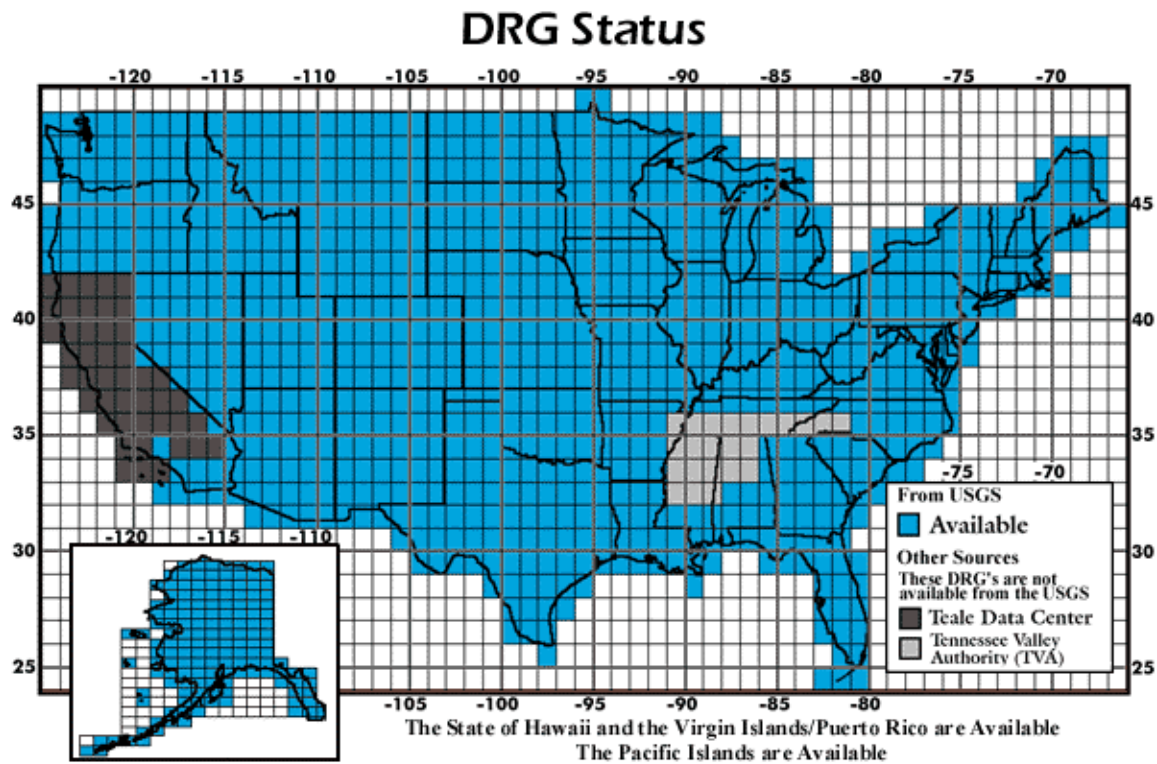 DRG Status
-120 -115 -110 -105 -100 -95 -90 -85 -80 -75 -70
45 45
40 40
35 35
-75 -70
From USGS
Available
-120 -115 -110
30 30
Other Sources
These DRG's are not
available from the USGS
Teale Data Center
Tennessee Valley
Authority (TVA)
25 25
-105 -100 -95 -90 -85 -80
The State of Hawaii and the Virgin Islands/Puerto Rico are Available
The Pacific Islands are Available